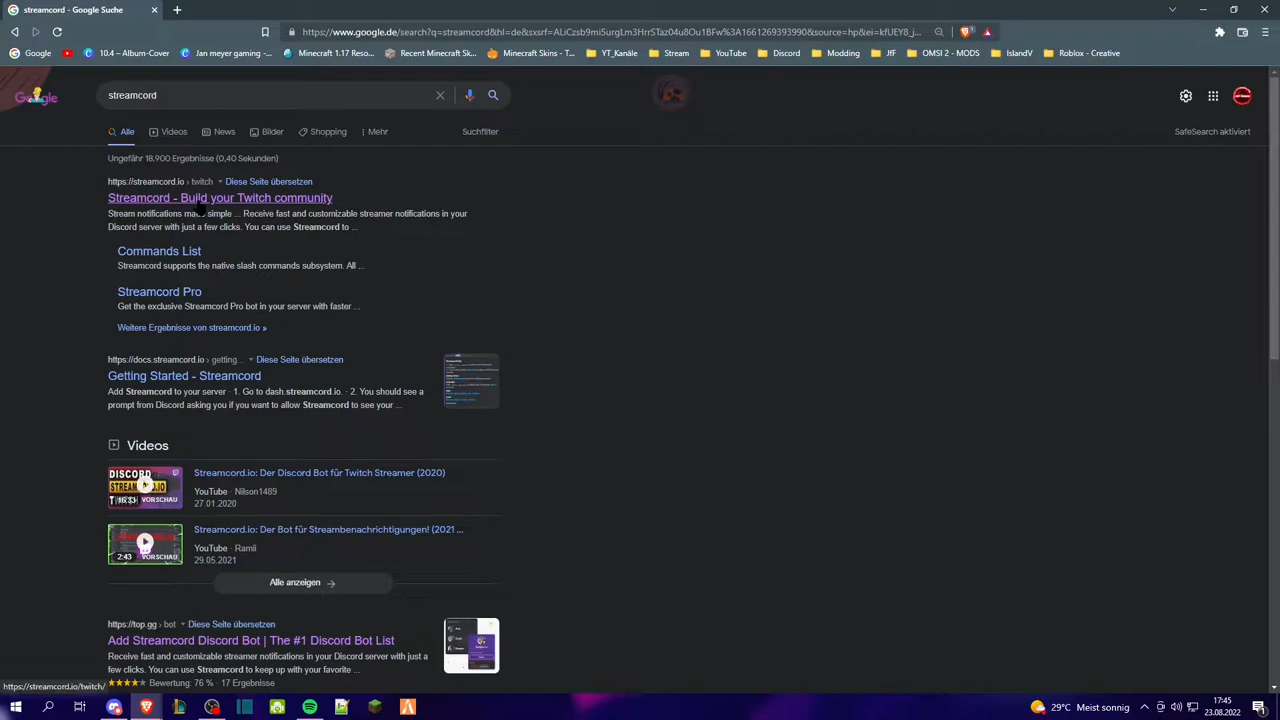 streamcord - Google Suche
https://www.google.de/search?q=streamcord&hl=de&sxsrf=ALiCzsb9mi5urgLm3HrrSTaz04u8Ou1BFw%3A1661269393990&source=hp&ei=kfUEY8_j...
Google
10.4 – Album-Cover
Jan meyer gaming -...
Minecraft 1.17 Reso...
Recent Minecraft Sk...
Minecraft Skins - T...
YT_Kanäle
Stream
YouTube
Discord
Modding
JfF
OMSI 2 - MODS
IslandV
Roblox - Creative
Google
streamcord
Alle
Videos
News
Bilder
Shopping
Mehr
Suchfilter
SafeSearch aktiviert
Ungefähr 18.900 Ergebnisse (0,40 Sekunden)
https://streamcord.io › twitch
Diese Seite übersetzen
Streamcord - Build your Twitch community
Stream notifications made simple ... Receive fast and customizable streamer notifications in your
Discord server with just a few clicks. You can use Streamcord to ...
Commands List
Streamcord supports the native slash commands subsystem. All ...
Streamcord Pro
Get the exclusive Streamcord Pro bot in your server with faster ...
Weitere Ergebnisse von streamcord.io »
https://docs.streamcord.io › getting...
Diese Seite übersetzen
Getting Started - Streamcord
Add Streamcord to your server · 1. Go to dash streamcord.io. · 2. You should see a
prompt from Discord asking you if you want to allow Streamcord to see your ...
Videos
DISCORD
STREAMCORD.IO
16:33
VORSCHAU
Streamcord.io: Der Discord Bot für Twitch Streamer (2020)
YouTube · Nilson1489
27.01.2020
2:43
VORSCHAU
Streamcord.io: Der Bot für Streambenachrichtigungen! (2021 ...
YouTube · Ramii
29.05.2021
Alle anzeigen
https://top.gg › bot
Diese Seite übersetzen
Add Streamcord Discord Bot | The #1 Discord Bot List
Receive fast and customizable streamer notifications in your Discord server with just a
few clicks. You can use Streamcord to keep up with your favorite ...
Bewertung: 76 % · 17 Ergebnisse
https://streamcord.io/twitch/
29°C Meist sonnig
17:45
23.08.2022